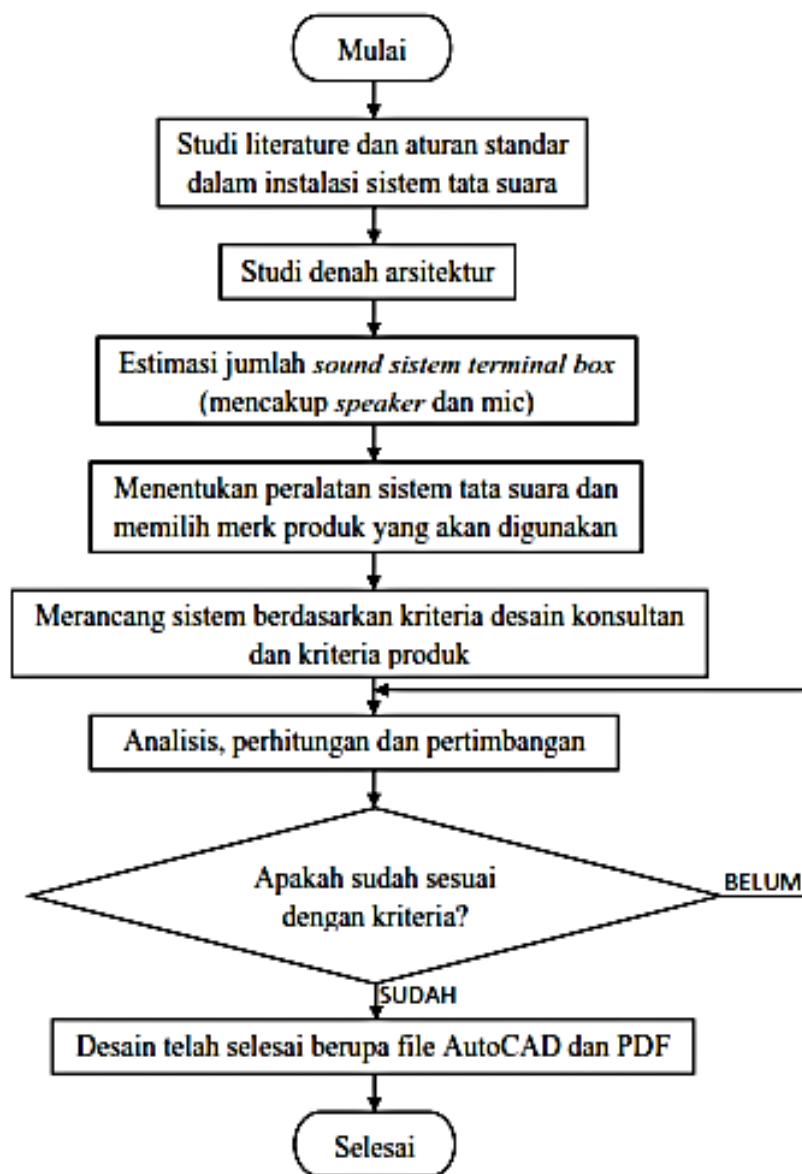 Mulai
Studi literature dan aturan standar
dalam instalasi sistem tata suara
Studi denah arsitektur
Estimasi jumlah sound sistem terminal box
(mencakup speaker dan mic)
Menentukan peralatan sistem tata suara dan
memilih merk produk yang akan digunakan
Merancang sistem berdasarkan kriteria desain konsultan
dan kriteria produk
Analisis, perhitungan dan pertimbangan
Apakah sudah sesuai
dengan kriteria?
BELUM
SUDAH
Desain telah selesai berupa file AutoCAD dan PDF
Selesai